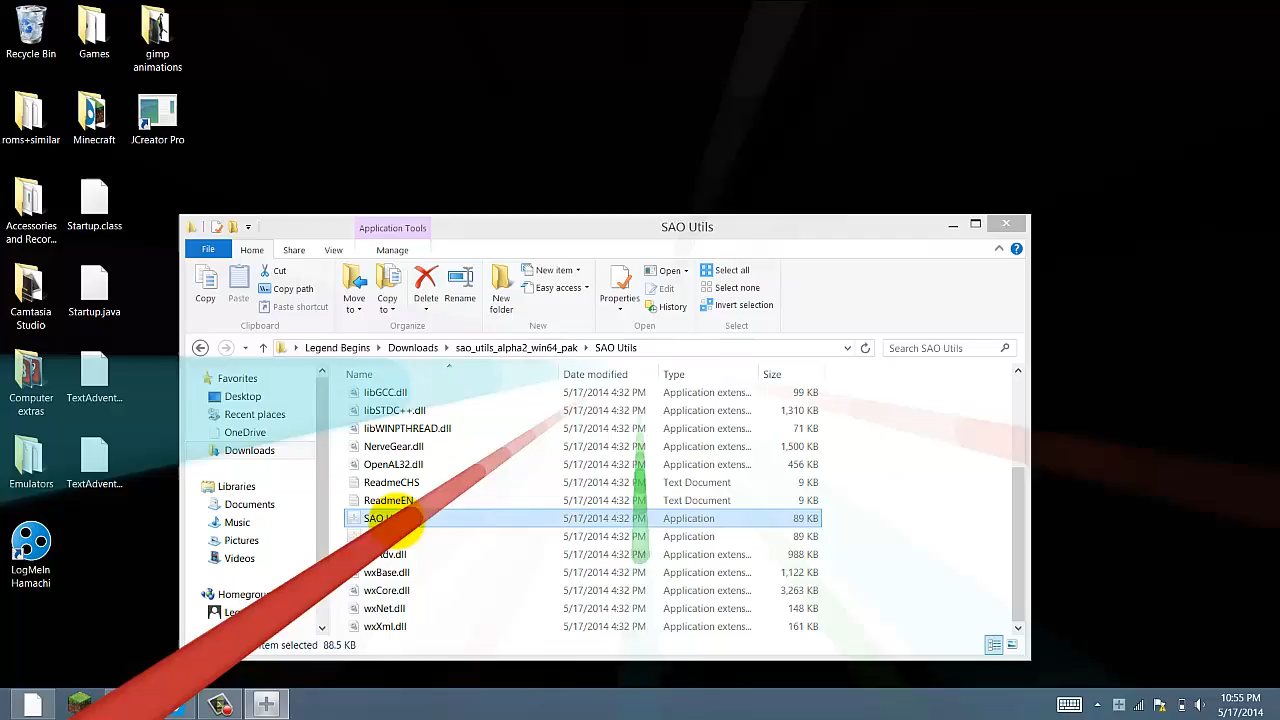 Recycle Bin
Games
gimp
animations
roms+similar
Minecraft
JCreator Pro
Accessories
and Recor...
Startup.class
Camtasia
Studio
Startup.java
Computer
extras
TextAdvent...
Emulators
TextAdvent...
LogMeIn
Hamachi
Application Tools
SAO Utils
File
Home
Share
View
Manage
Copy
Paste
Cut
Copy path
Paste shortcut
Clipboard
Move
to
Copy
to
Delete
Rename
Organize
New
folder
New item
Easy access
New
Properties
Open
Edit
History
Open
Select all
Select none
Invert selection
Select
Legend Begins
Downloads
sao_utils_alpha2_win64_pak
SAO Utils
Search SAO Utils
Favorites
Desktop
Recent places
OneDrive
Downloads
Libraries
Documents
Music
Pictures
Videos
Name Date modified Type Size
libGCC.dll 5/17/2014 4:32 PM Application extens... 99 KB
libSTDC++.dll 5/17/2014 4:32 PM Application extens... 1,310 KB
libWINPTHREAD.dll 5/17/2014 4:32 PM Application extens... 71 KB
NerveGear.dll 5/17/2014 4:32 PM Application extens... 1,500 KB
OpenAL32.dll 5/17/2014 4:32 PM Application extens... 456 KB
ReadmeCHS 5/17/2014 4:32 PM Text Document 9 KB
ReadmeEN 5/17/2014 4:32 PM Text Document 9 KB
SAO 5/17/2014 4:32 PM Application 89 KB
5/17/2014 4:32 PM Application 89 KB
5/17/2014 4:32 PM Application extens... 988 KB
wxBase.dll 5/17/2014 4:32 PM Application extens... 1,122 KB
wxCore.dll 5/17/2014 4:32 PM Application extens... 3,263 KB
wxNet.dll 5/17/2014 4:32 PM Application extens... 148 KB
wxXml.dll 5/17/2014 4:32 PM Application extens... 161 KB
selected 88.5 KB
10:55 PM
5/17/2014